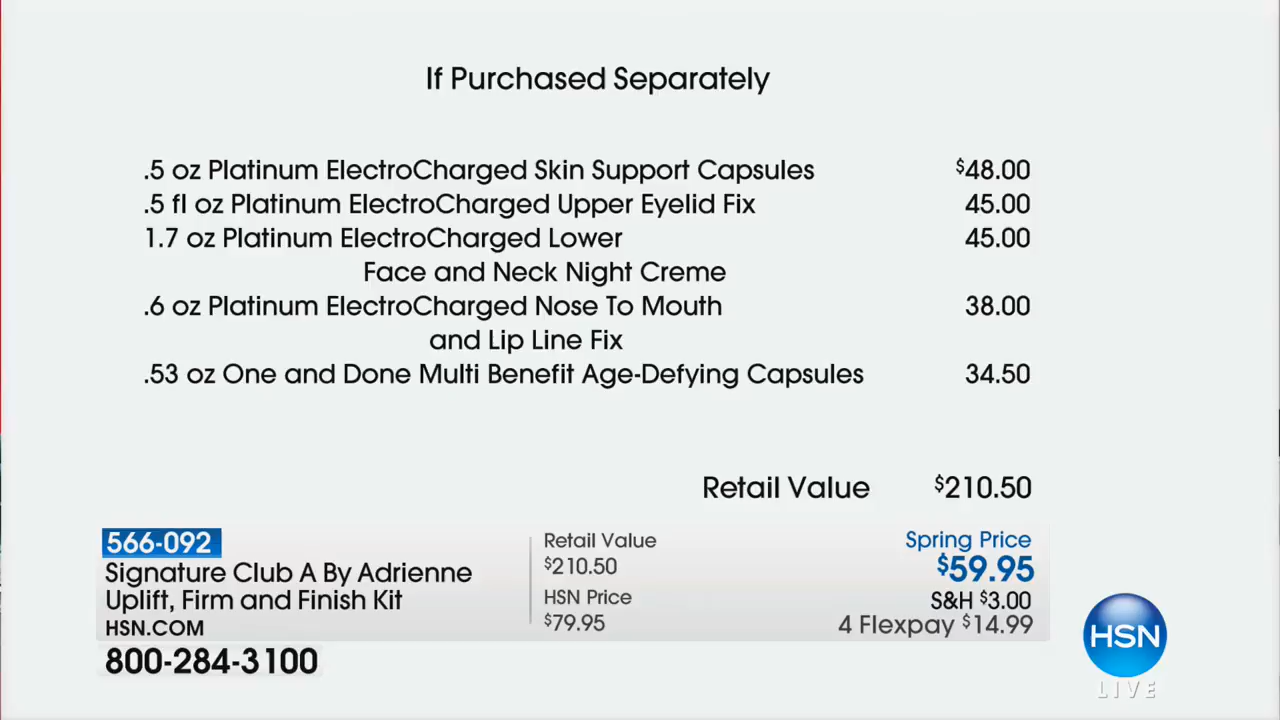 If Purchased Separately
.5 oz Platinum ElectroCharged Skin Support Capsules $48.00
.5 fl oz Platinum ElectroCharged Upper Eyelid Fix 45.00
1.7 oz Platinum ElectroCharged Lower 45.00
Face and Neck Night Creme
.6 oz Platinum ElectroCharged Nose To Mouth 38.00
and Lip Line Fix
.53 oz One and Done Multi Benefit Age-Defying Capsules 34.50
Retail Value $210.50
566-092
Signature Club A By Adrienne
Uplift, Firm and Finish Kit
HSN.COM
800-284-3100
Retail Value
$210.50
HSN Price
$79.95
Spring Price
$59.95
S&H $3.00
4 Flexpay $14.99
HSN
LIVE